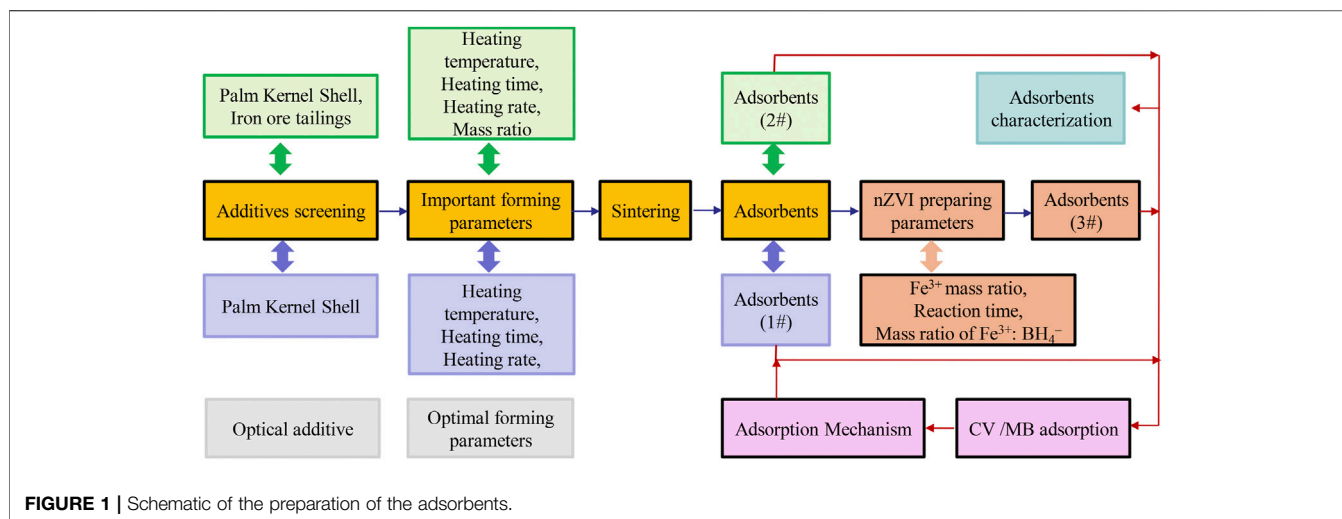 Palm Kernel Shell,
Iron ore tailings
Heating
temperature,
Heating time,
Heating rate,
Mass ratio
Adsorbents
(2#)
Adsorbents
characterization
Additives screening
Important forming
parameters
Sintering
Adsorbents
nZVI preparing
parameters
Adsorbents
(3#)
Palm Kernel Shell
Heating
temperature,
Heating time,
Heating rate,
Adsorbents
(1#)
Fe³⁺ mass ratio,
Reaction time,
Mass ratio of Fe³⁺: BH₄⁻
Optical additive
Optimal forming
parameters
Adsorption Mechanism
CV /MB adsorption
FIGURE 1 | Schematic of the preparation of the adsorbents.